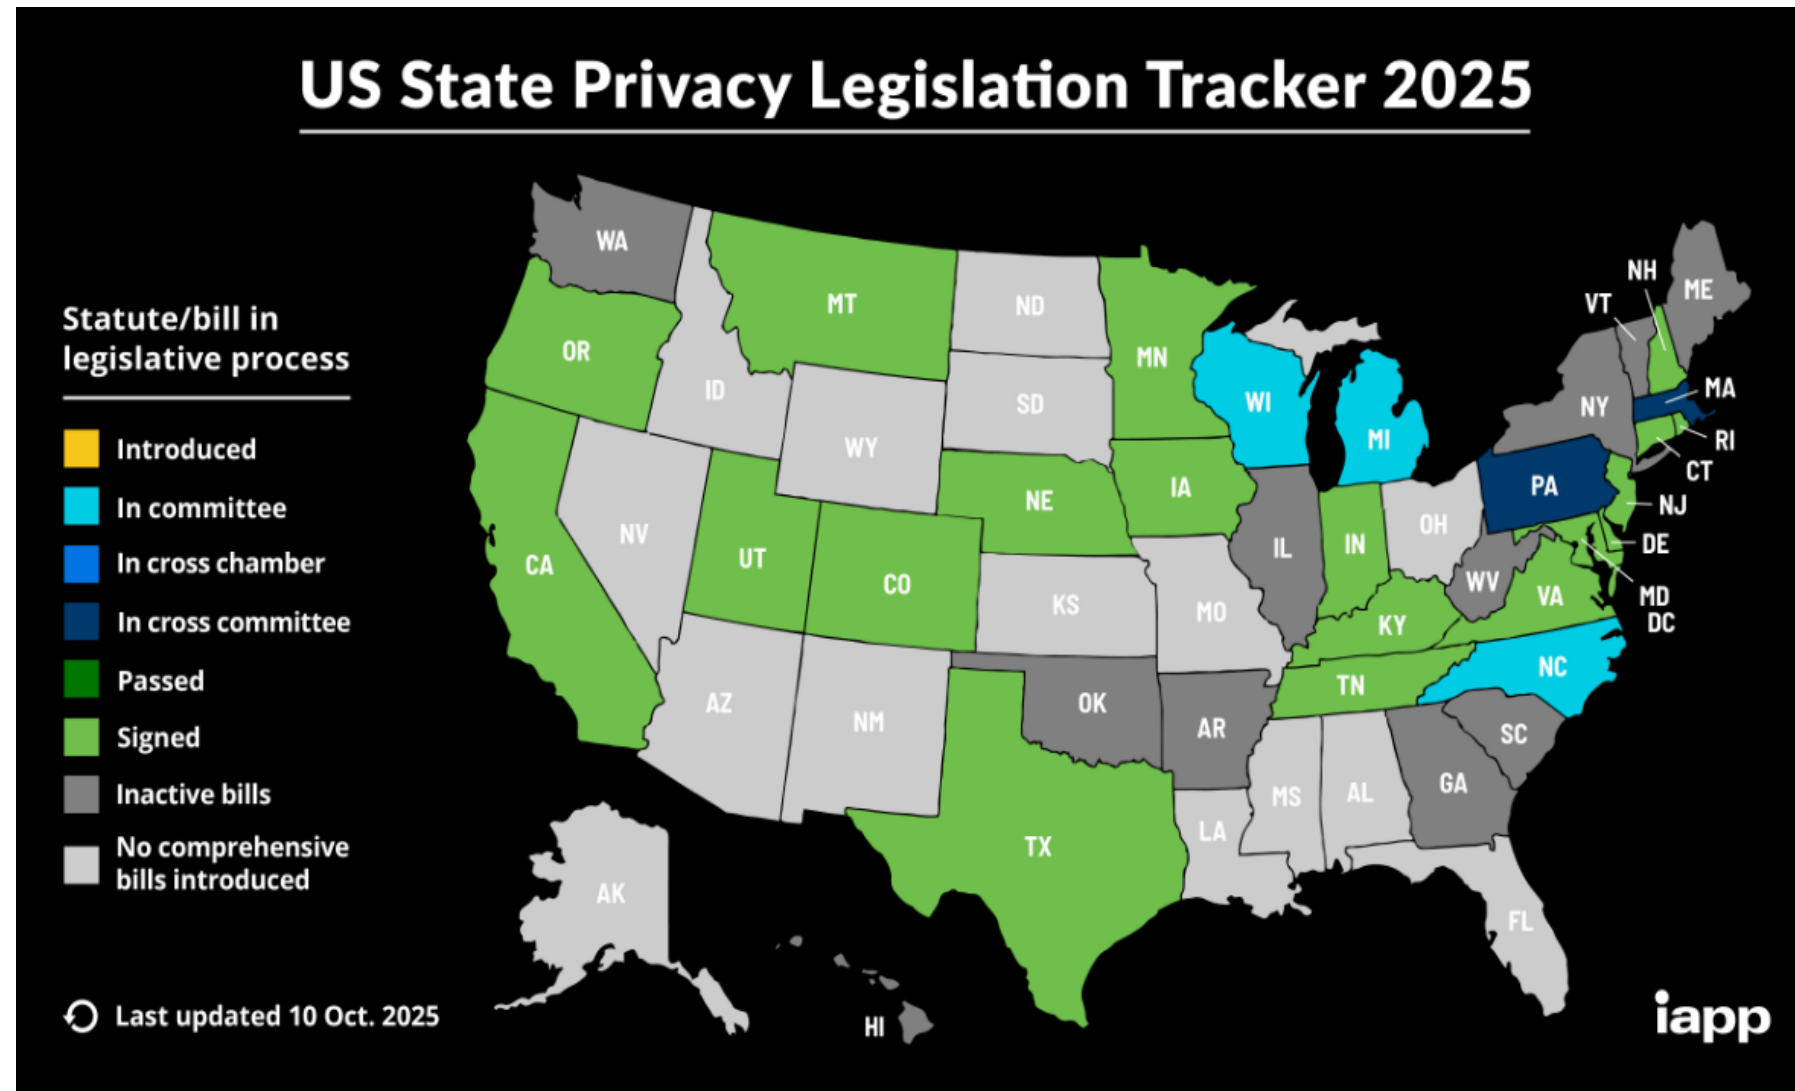 US State Privacy Legislation Tracker 2025
Statute/bill in
legislative process
Introduced
In committee
In cross chamber
In cross committee
Passed
Signed
Inactive bills
No comprehensive
bills introduced
Last updated 10 Oct. 2025
WA
OR
CA
ID
NV
MT
WY
UT
AZ
CO
NM
ND
SD
NE
KS
OK
TX
MN
IA
MO
AR
LA
WI
IL
MS
MI
IN
KY
TN
AL
OH
WV
GA
FL
SC
NC
VA
PA
NY
VT
NH
ME
MA
RI
CT
NJ
DE
MD
DC
AK
HI
iapp